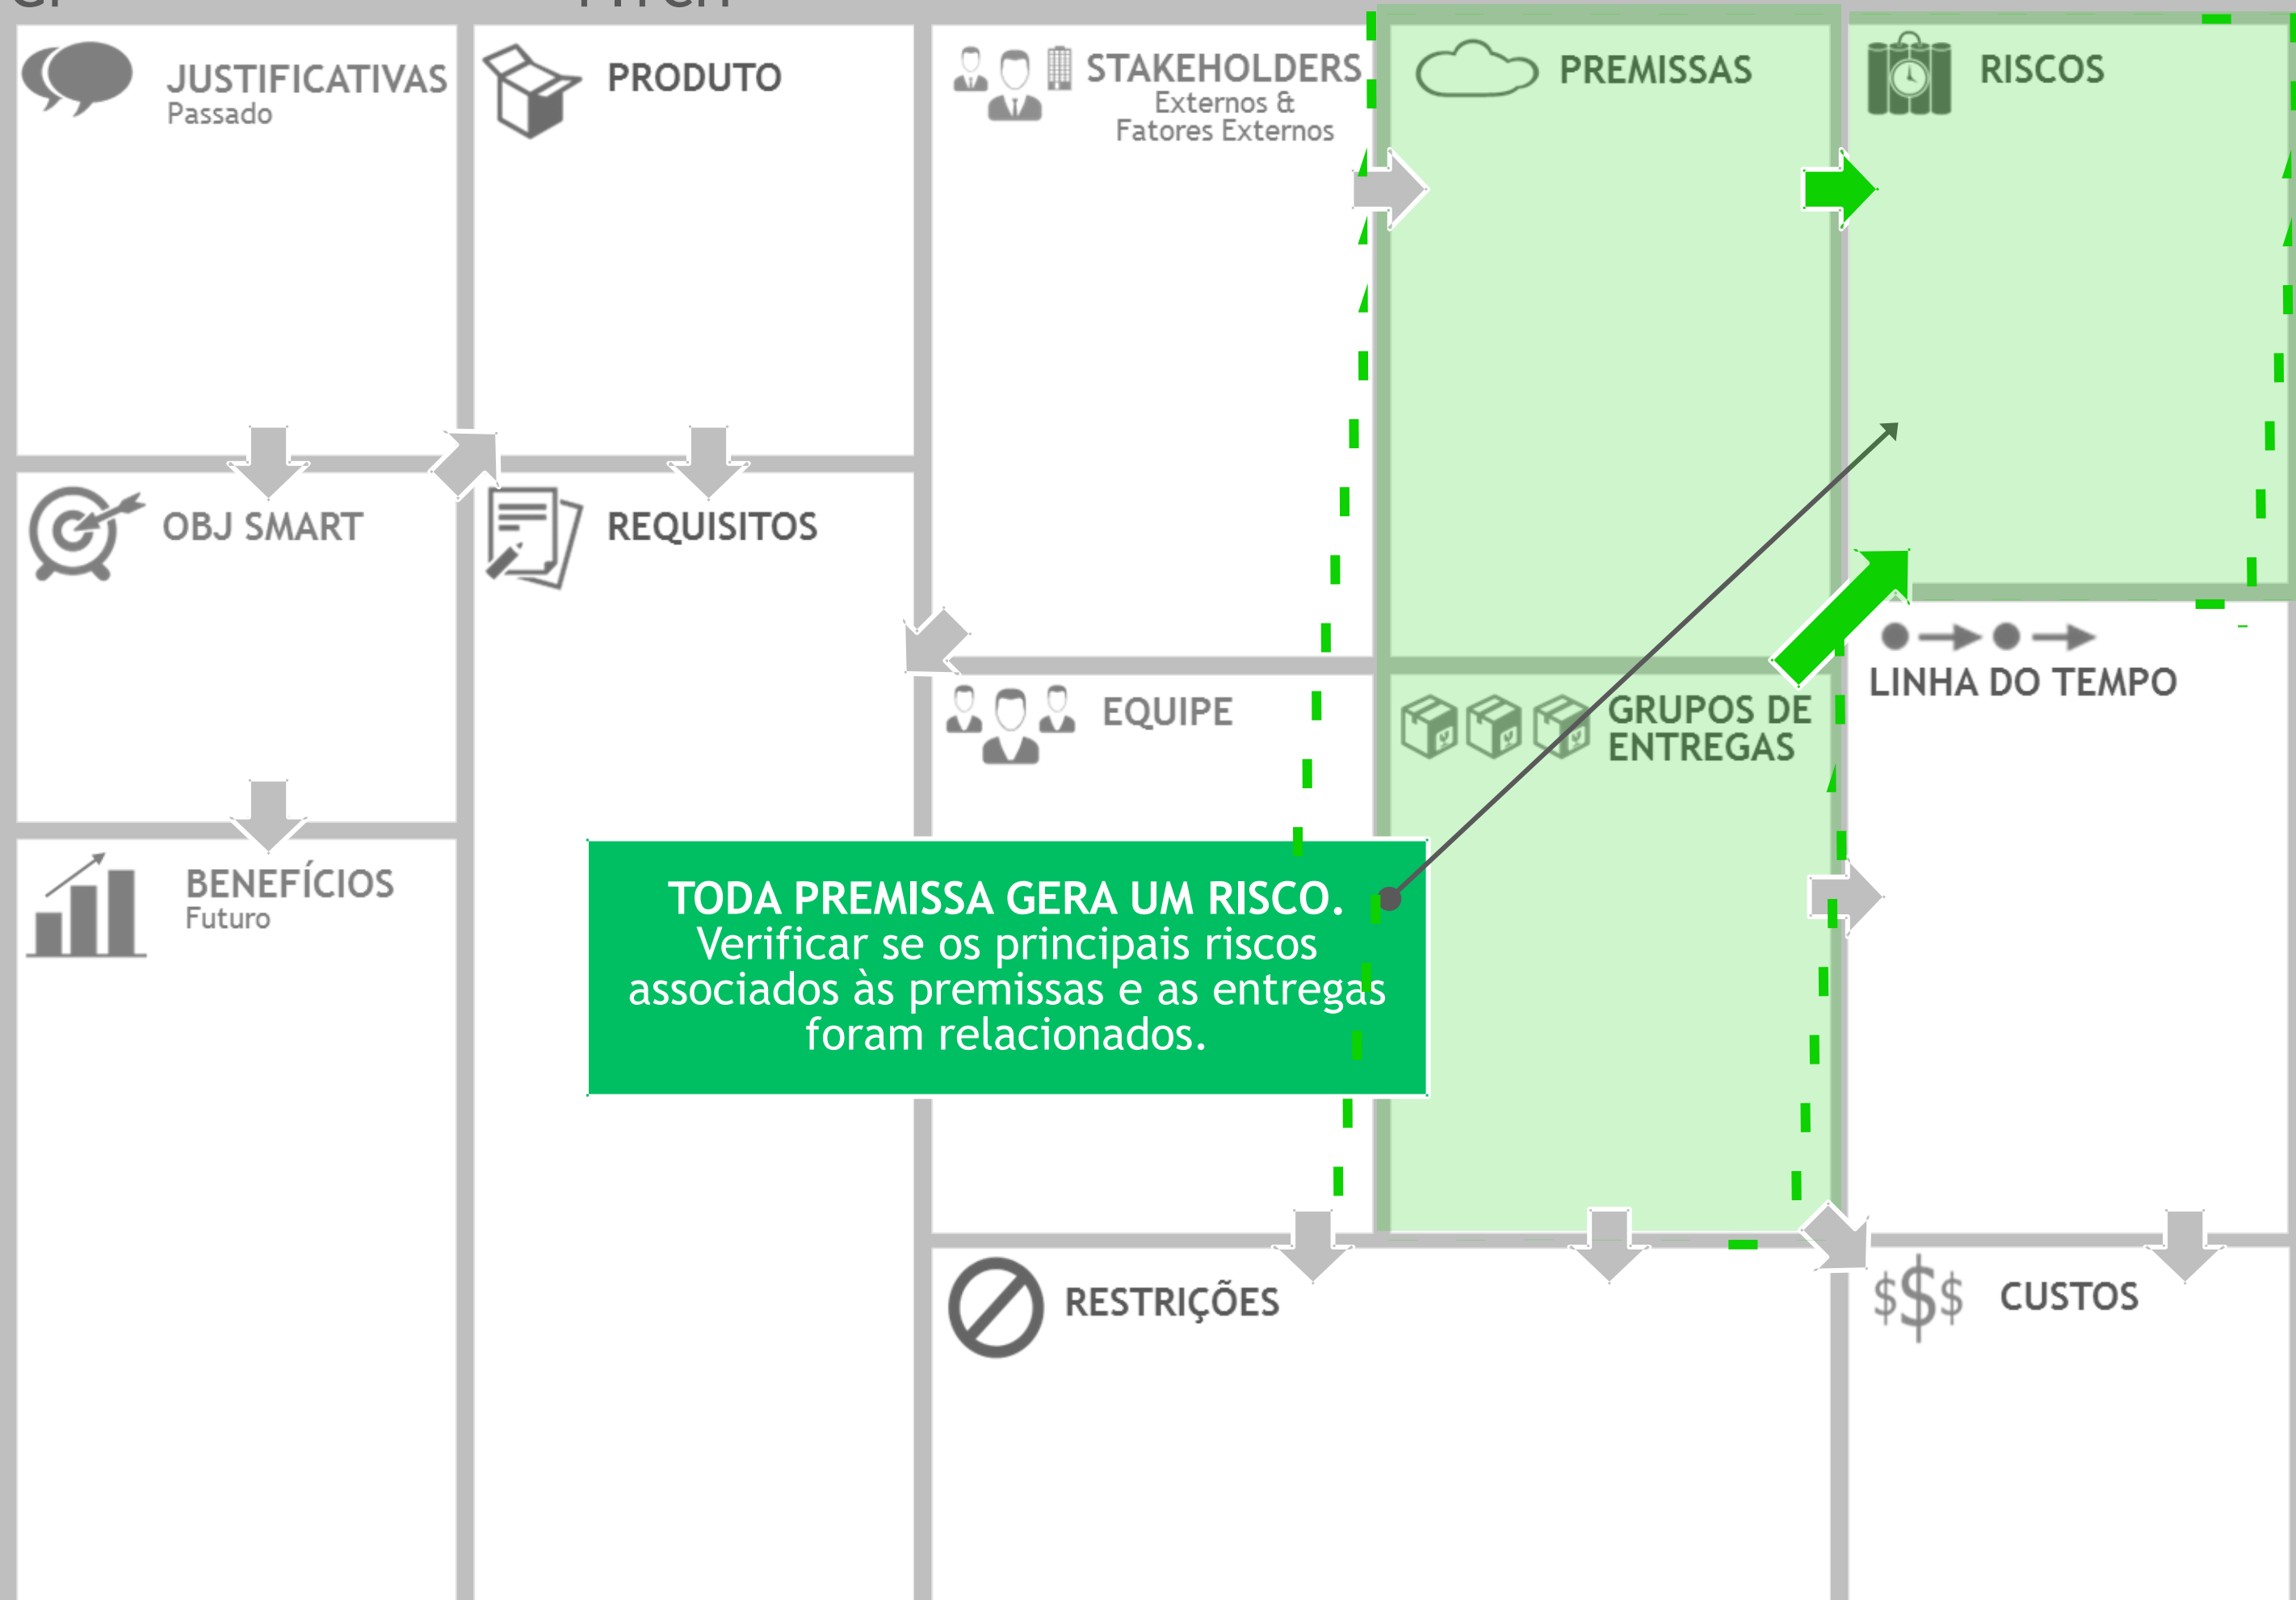 JUSTIFICATIVAS
Passado
PRODUTO
STAKEHOLDERS
Externos &
Fatores Externos
PREMISSAS
RISCOS
OBJ SMART
REQUISITOS
EQUIPE
GRUPOS DE
ENTREGAS
LINHA DO TEMPO
BENEFÍCIOS
Futuro
TODA PREMISSA GERA UM RISCO.
Verificar se os principais riscos
associados às premissas e as entregas
foram relacionados.
RESTRIÇÕES
$$$ CUSTOS